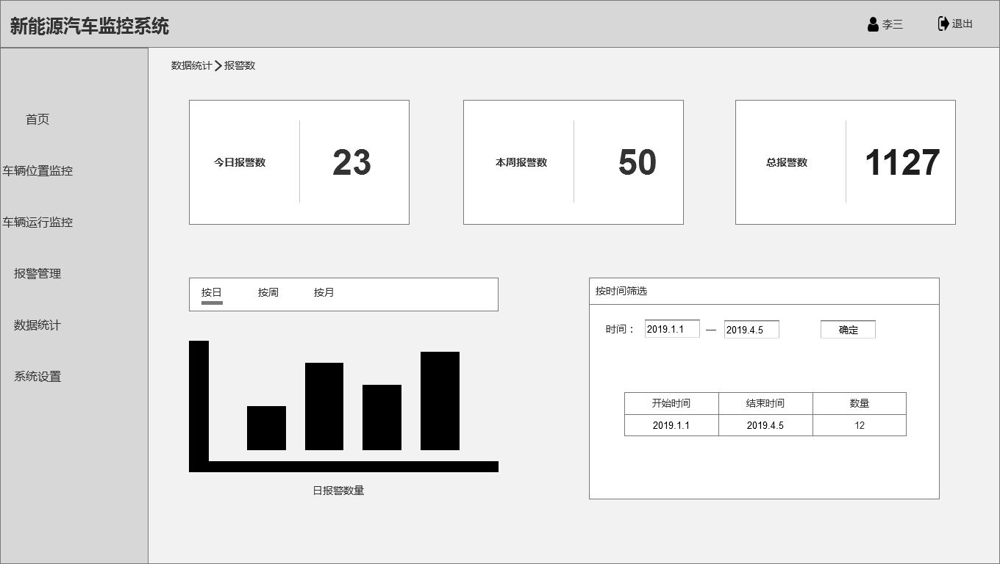 新能源汽车监控系统
李三
退出
数据统计
报警数
首页
车辆位置监控
车辆运行监控
报警管理
数据统计
系统设置
今日报警数
23
本周报警数
50
总报警数
1127
按日
按周
按月
日报警数量
按时间筛选
时间：
2019.1.1
—
2019.4.5
确定
开始时间
结束时间
数量
2019.1.1
2019.4.5
12